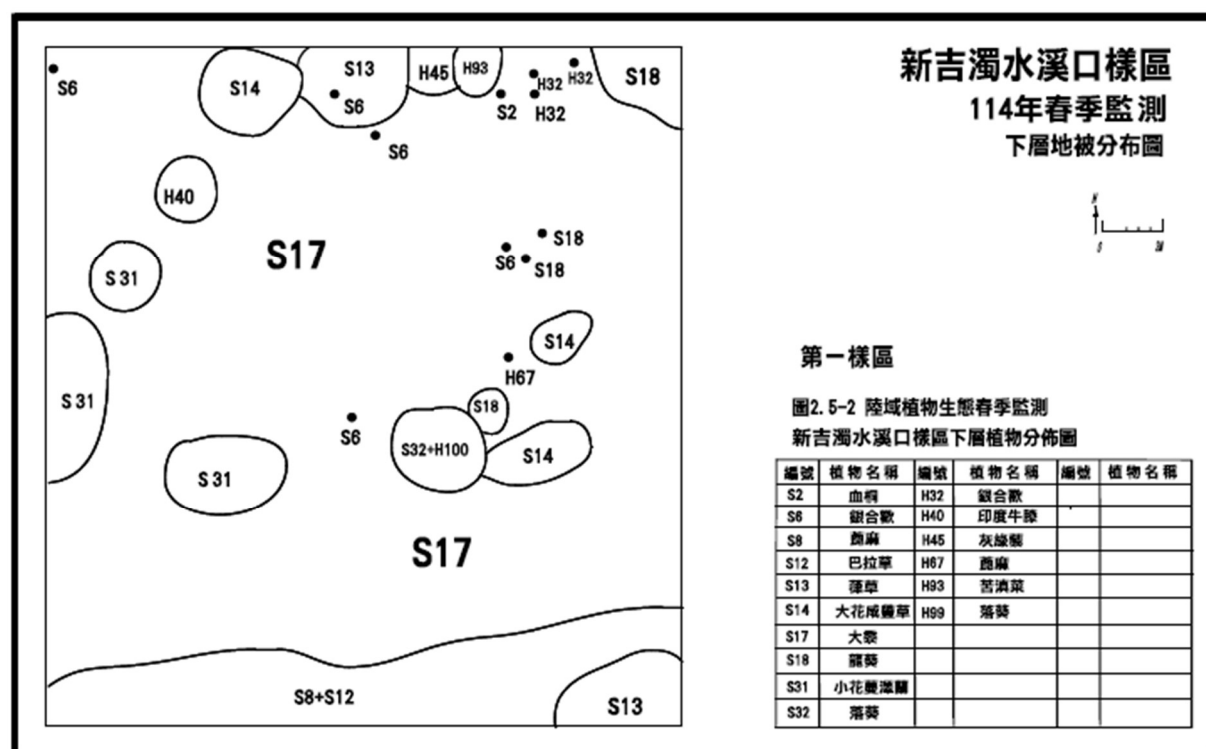 新吉濁水溪口樣區
114年春季監測
下層地被分布圖
N
0
第一樣區
圖2.5-2 陸域植物生態春季監測
新吉濁水溪口樣區下層植物分佈圖
編號 植物名稱 編號 植物名稱 編號 植物名稱
S2 血桐 H32 銀合歡
S6 銀合歡 H40 印度牛膝
S8 蓖麻 H45 灰綠藜
S12 巴拉草 H67 蓖麻
S13 葎草 H93 苦滇菜
S14 大花咸豐草 H99 落葵
S17 大黍
S18 龍葵
S31 小花蔓澤蘭
S32 落葵
S6
S14
S13
S6
H45
H93
S2
H32
H32
H32
S18
S6
H40
S17
S18
S6
S18
S31
S14
H67
S31
S18
S6
S32+H100
S14
S31
S17
S8+S12
S13